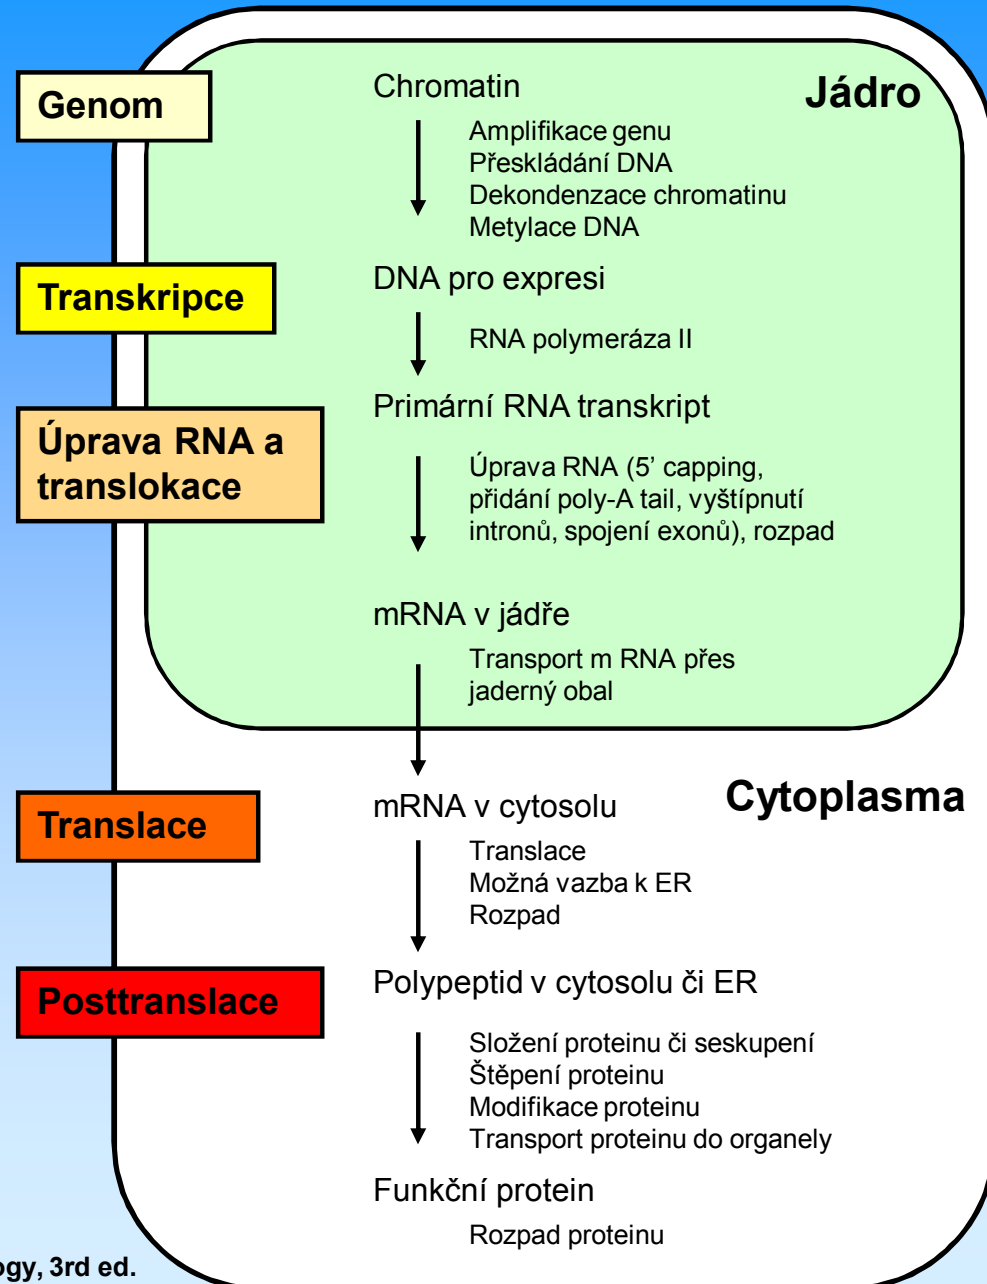 Genom
Chromatin
Jádro
Amplifikace genu
Přeskládání DNA
Dekondenzace chromatinu
Metylace DNA
Transkripce
DNA pro expresi
RNA polymeráza II
Úprava RNA a
translokace
Primární RNA transkript
Úprava RNA (5’ capping,
přidání poly-A tail, vyštípnutí
intronů, spojení exonů), rozpad
mRNA v jádře
Transport m RNA přes
jaderný obal
Cytoplasma
Translace
mRNA v cytosolu
Translace
Možná vazba k ER
Rozpad
Posttranslace
Polypeptid v cytosolu či ER
Složení proteinu či seskupení
Štěpení proteinu
Modifikace proteinu
Transport proteinu do organely
Funkční protein
Rozpad proteinu
ogy, 3rd ed.